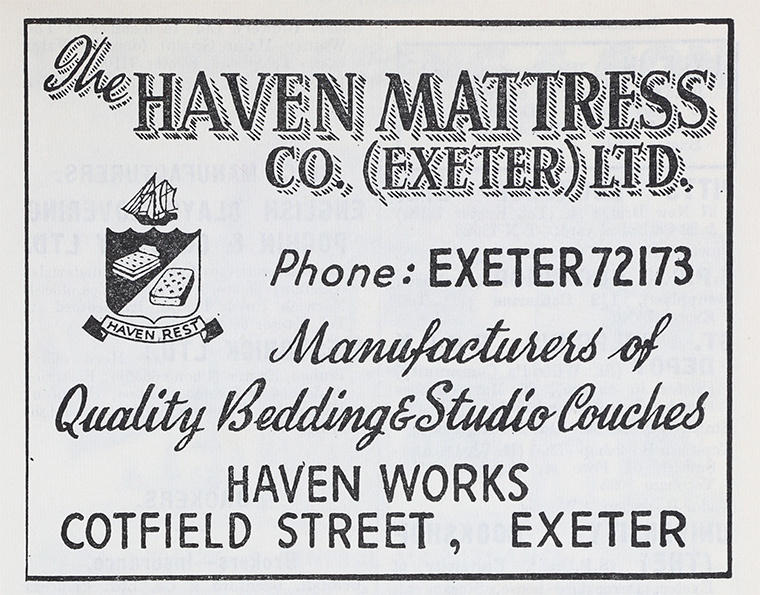 The HAVEN MATTRESS
CO. (EXETER) LTD.
Phone: EXETER 72173
HAVEN REST
Manufacturers of
Quality Bedding & Studio Couches
HAVEN WORKS
COTFIELD STREET, EXETER